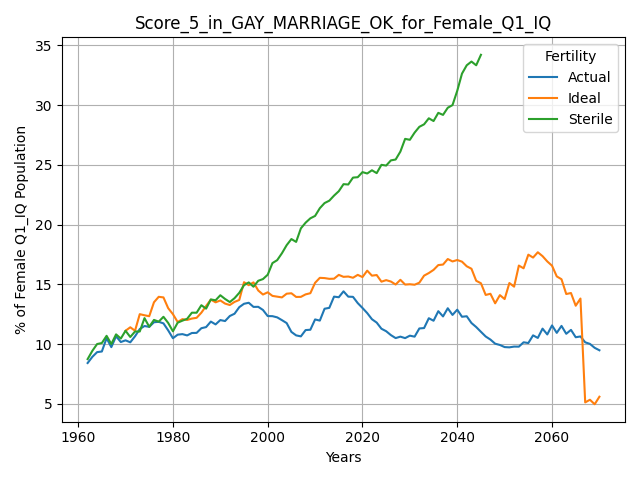 Score_5_in_GAY_MARRIAGE_OK_for_Female_Q1_IQ
% of Female Q1_IQ Population
35
30
25
20
15
10
5
Fertility
Actual
Ideal
Sterile
1960 1980 2000 2020 2040 2060
Years